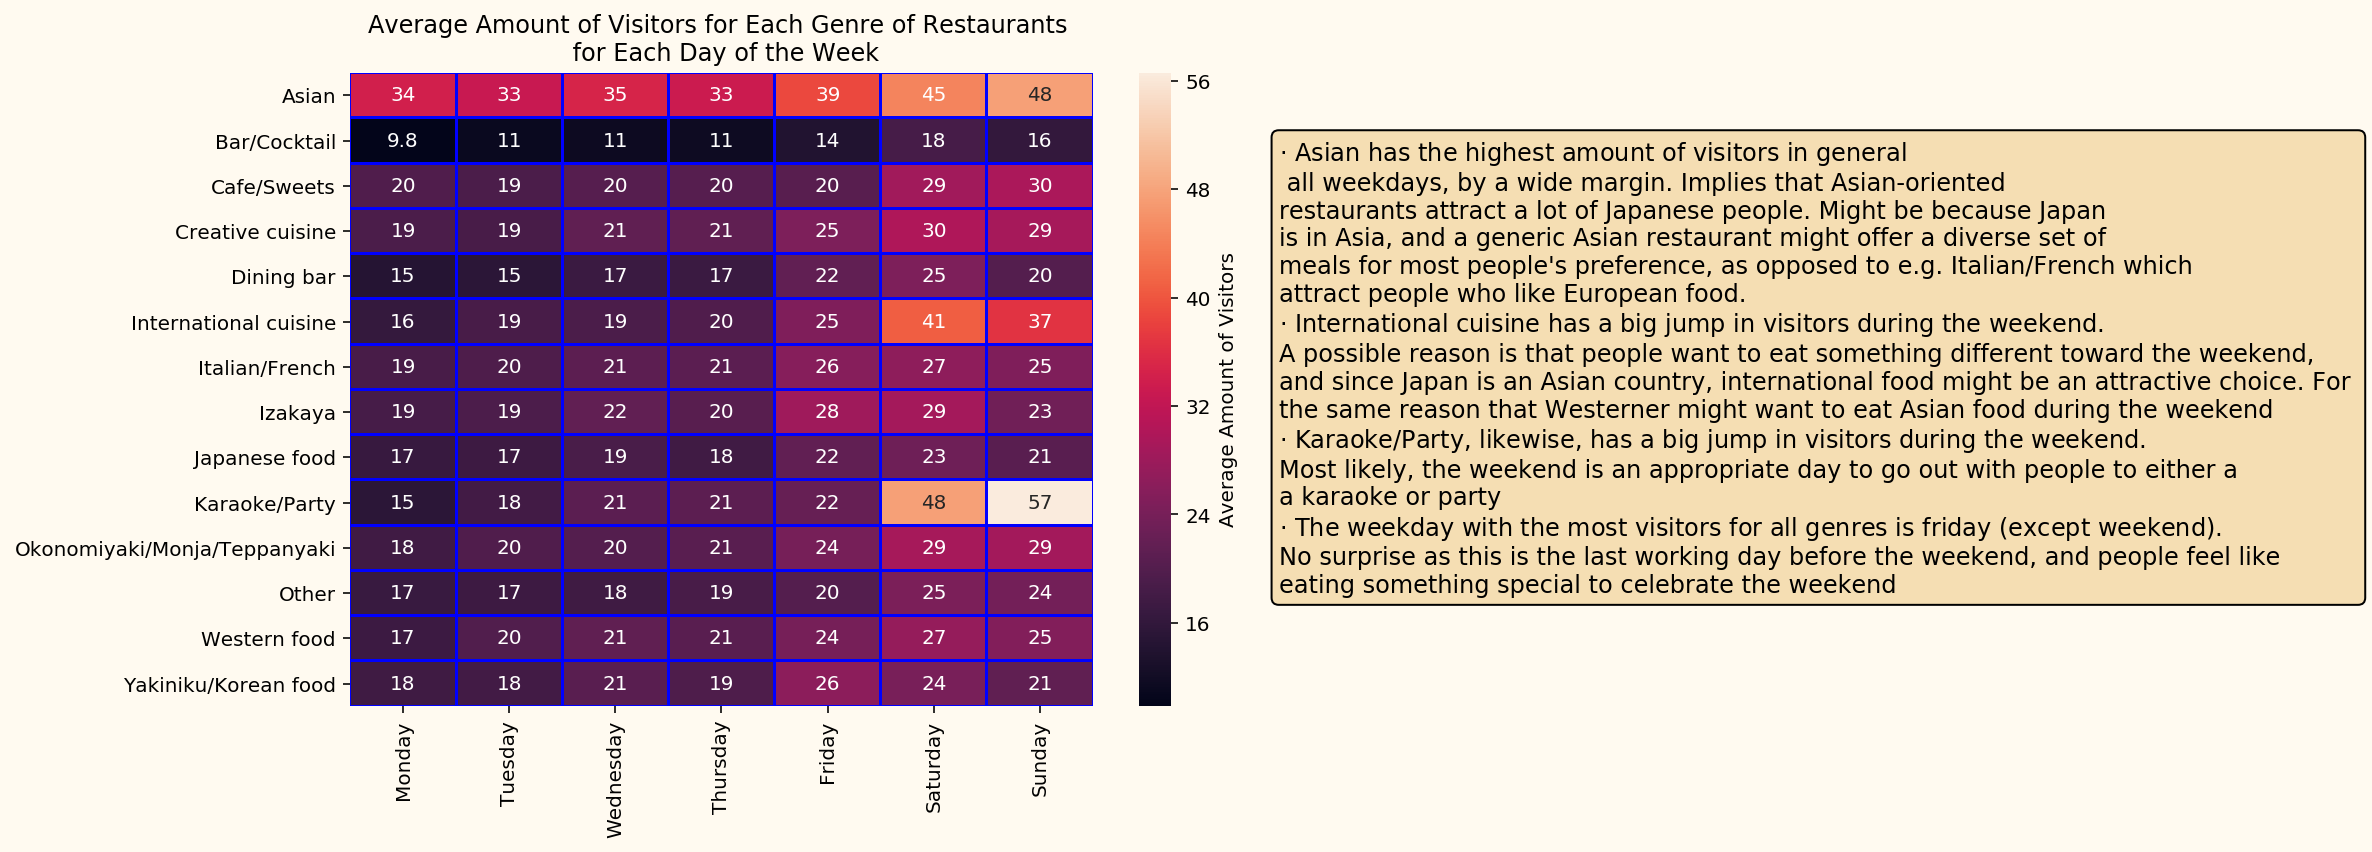 Average Amount of Visitors for Each Genre of Restaurants
for Each Day of the Week
Asian 34 33 35 33 39 45 48
Bar/Cocktail 9.8 11 11 11 14 18 16
Cafe/Sweets 20 19 20 20 20 29 30
Creative cuisine 19 19 21 21 25 30 29
Dining bar 15 15 17 17 22 25 20
International cuisine 16 19 19 20 25 41 37
Italian/French 19 20 21 21 26 27 25
Izakaya 19 19 22 20 28 29 23
Japanese food 17 17 19 18 22 23 21
Karaoke/Party 15 18 21 21 22 48 57
Okonomiyaki/Monja/Teppanyaki 18 20 20 21 24 29 29
Other 17 17 18 19 20 25 24
Western food 17 20 21 21 24 27 25
Yakiniku/Korean food 18 18 21 19 26 24 21
Monday Tuesday Wednesday Thursday Friday Saturday Sunday
56
48
40
32
24
16
Average Amount of Visitors
· Asian has the highest amount of visitors in general
all weekdays, by a wide margin. Implies that Asian-oriented
restaurants attract a lot of Japanese people. Might be because Japan
is in Asia, and a generic Asian restaurant might offer a diverse set of
meals for most people's preference, as opposed to e.g. Italian/French which
attract people who like European food.
· International cuisine has a big jump in visitors during the weekend.
A possible reason is that people want to eat something different toward the weekend,
and since Japan is an Asian country, international food might be an attractive choice. For
the same reason that Westerner might want to eat Asian food during the weekend
· Karaoke/Party, likewise, has a big jump in visitors during the weekend.
Most likely, the weekend is an appropriate day to go out with people to either a
a karaoke or party
· The weekday with the most visitors for all genres is friday (except weekend).
No surprise as this is the last working day before the weekend, and people feel like
eating something special to celebrate the weekend